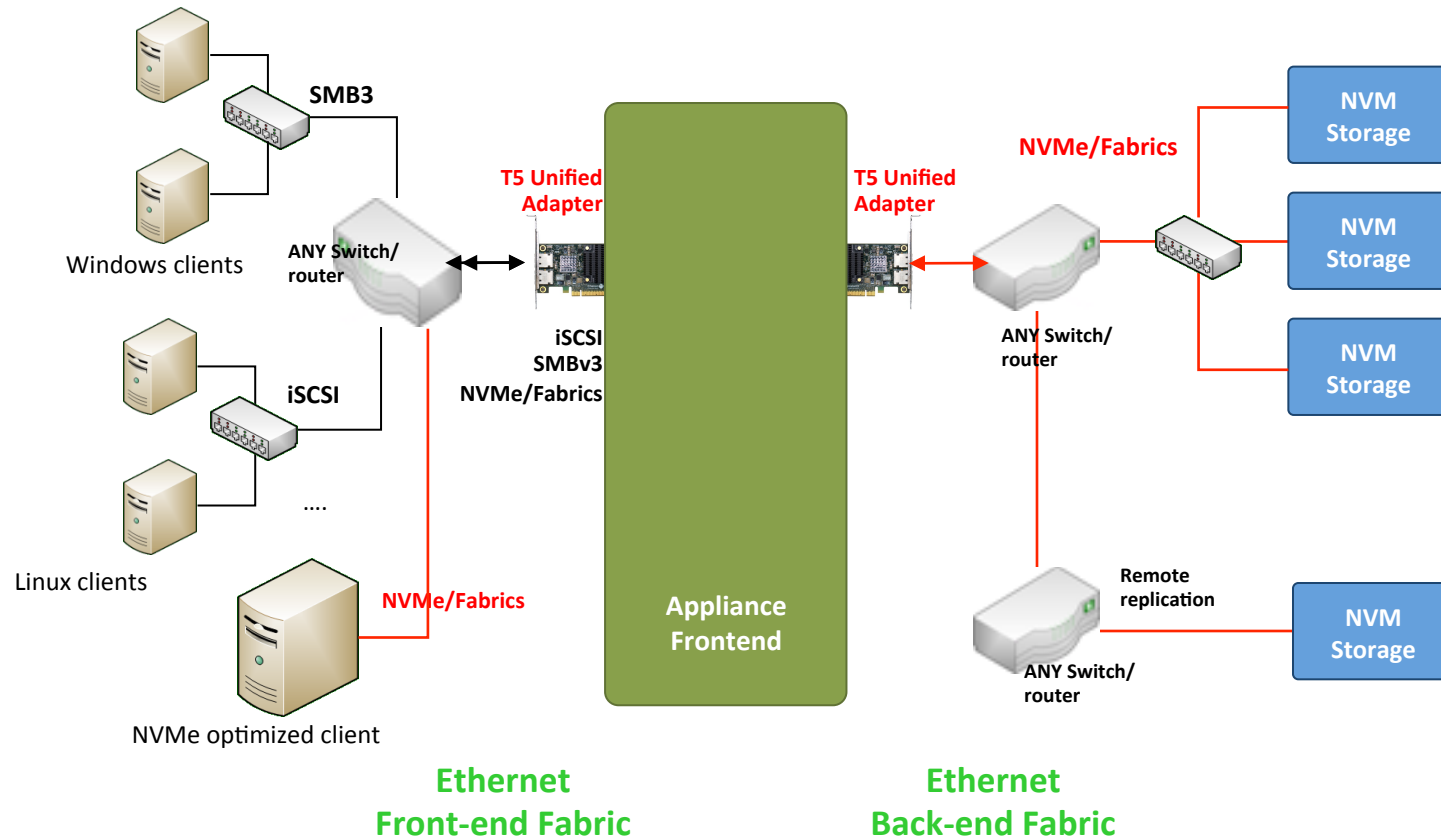 SMB3
Windows clients
ANY Switch/
router
T5 Unified
Adapter
iSCSI
SMBv3
NVMe/Fabrics
iSCSI
....
Linux clients
NVMe/Fabrics
NVMe optimized client
Appliance
Frontend
T5 Unified
Adapter
NVMe/Fabrics
ANY Switch/
router
NVM
Storage
NVM
Storage
NVM
Storage
Remote
replication
ANY Switch/
router
NVM
Storage
Ethernet
Front-end Fabric
Ethernet
Back-end Fabric